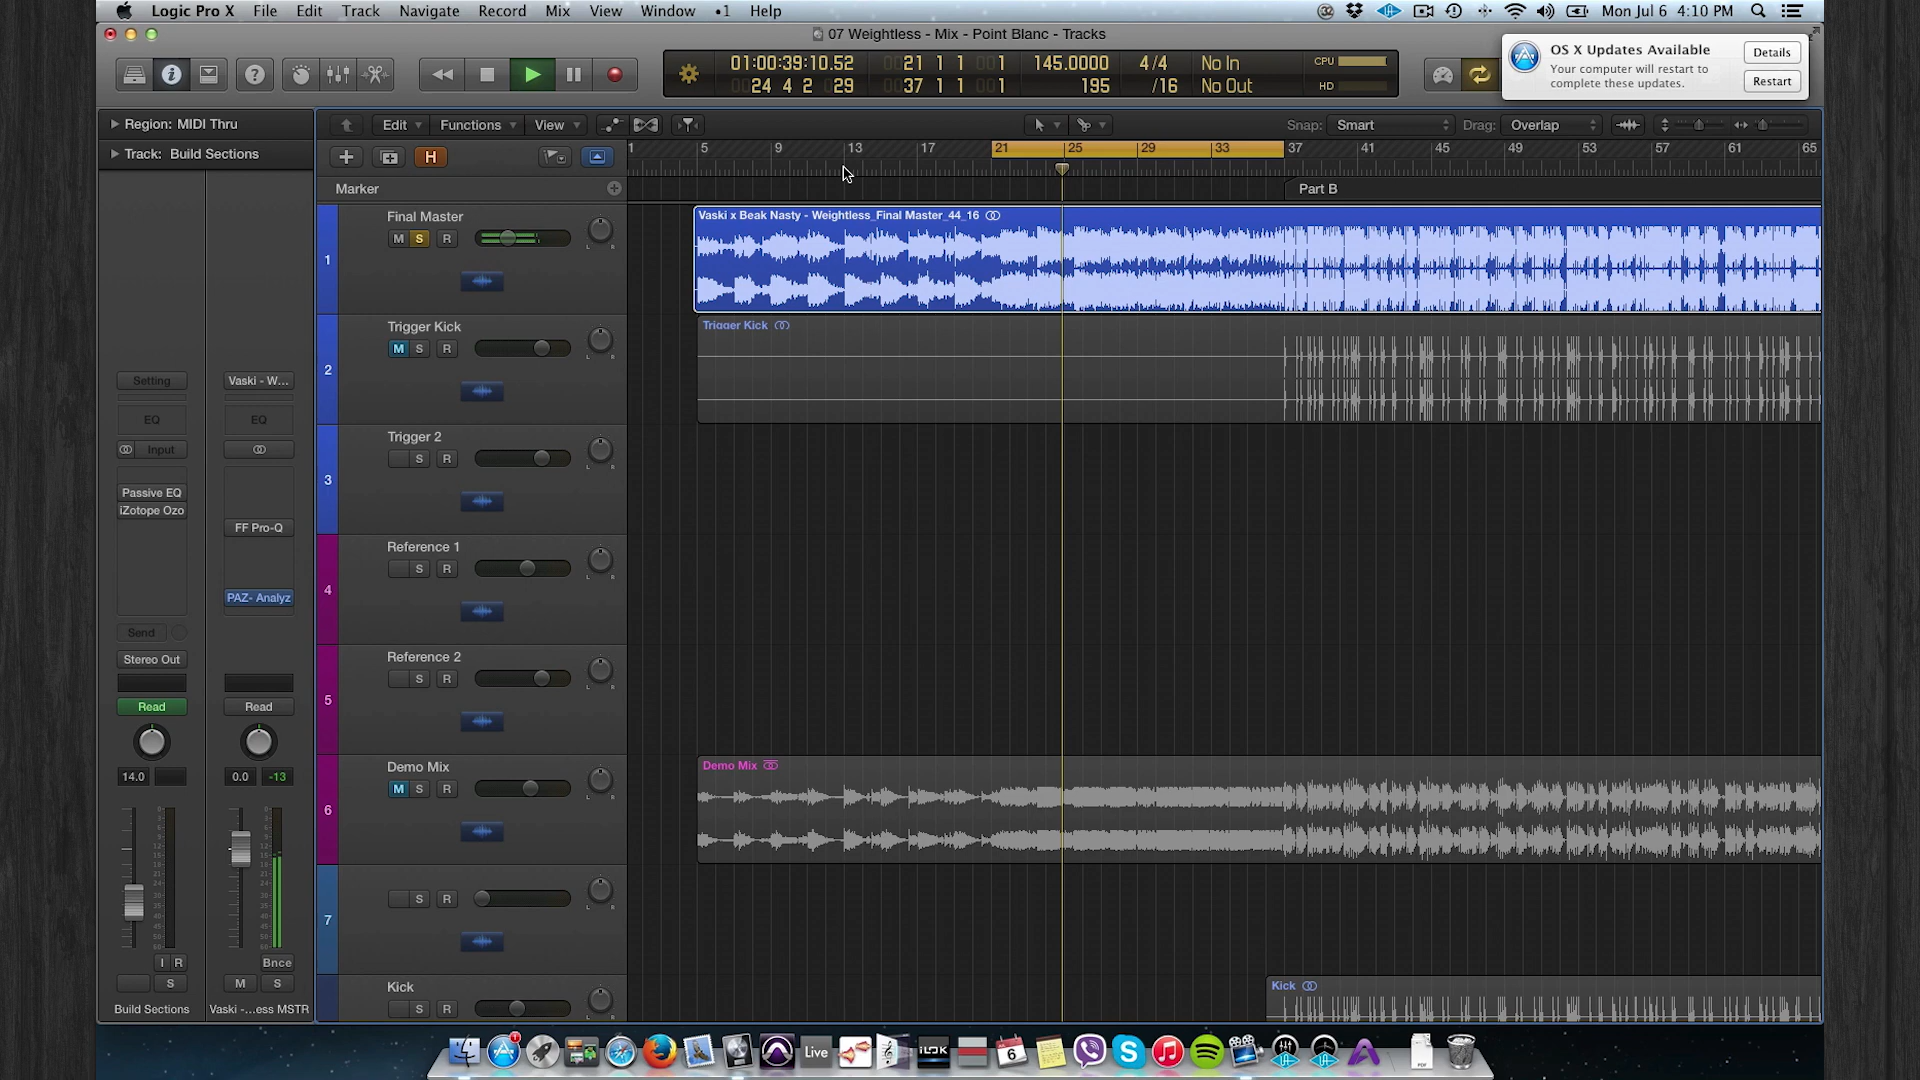 Logic Pro X File Edit Track Navigate Record Mix View Window 1 Help
Mon Jul 6 4:10 PM
07 Weightless - Mix - Point Blanc - Tracks
OS X Updates Available
Your computer will restart to
complete these updates.
Details
Restart
01:00:39:10.52 0021 1 1 001 145.0000 4/4 No In CPU
0024 4 2 029 0037 1 1 001 195 /16 No Out HD
Region: MIDI Thru
Track: Build Sections
Edit Functions View Snap: Smart Drag: Overlap
H
1 5 9 13 17 21 25 29 33 37 41 45 49 53 57 61 65
Marker
Part B
1
Final Master
M S R
Vaski x Beak Nasty - Weightless_Final Master_44_16
2
Trigger Kick
M S R
Trigger Kick
3
Trigger 2
S R
4
Reference 1
S R
5
Reference 2
S R
6
Demo Mix
M S R
Demo Mix
7
S R
Kick
S R
Kick
Setting
EQ
Input
Passive EQ
iZotope Ozo
Send
Stereo Out
Read
14.0
I R
S
Build Sections
Vaski - W...
EQ
FF Pro-Q
PAZ- Analyz
Read
0.0 -13
Bnce
M S
Vaski -...ess MSTR
Live
iLOK
6